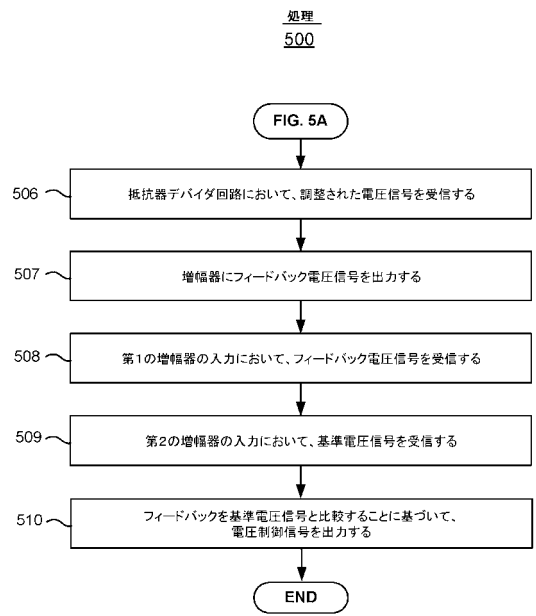 処理
500
FIG. 5A
506
抵抗器デバイダ回路において、調整された電圧信号を受信する
507
増幅器にフィードバック電圧信号を出力する
508
第1の増幅器の入力において、フィードバック電圧信号を受信する
509
第2の増幅器の入力において、基準電圧信号を受信する
510
フィードバックを基準電圧信号と比較することに基づいて、
電圧制御信号を出力する
END